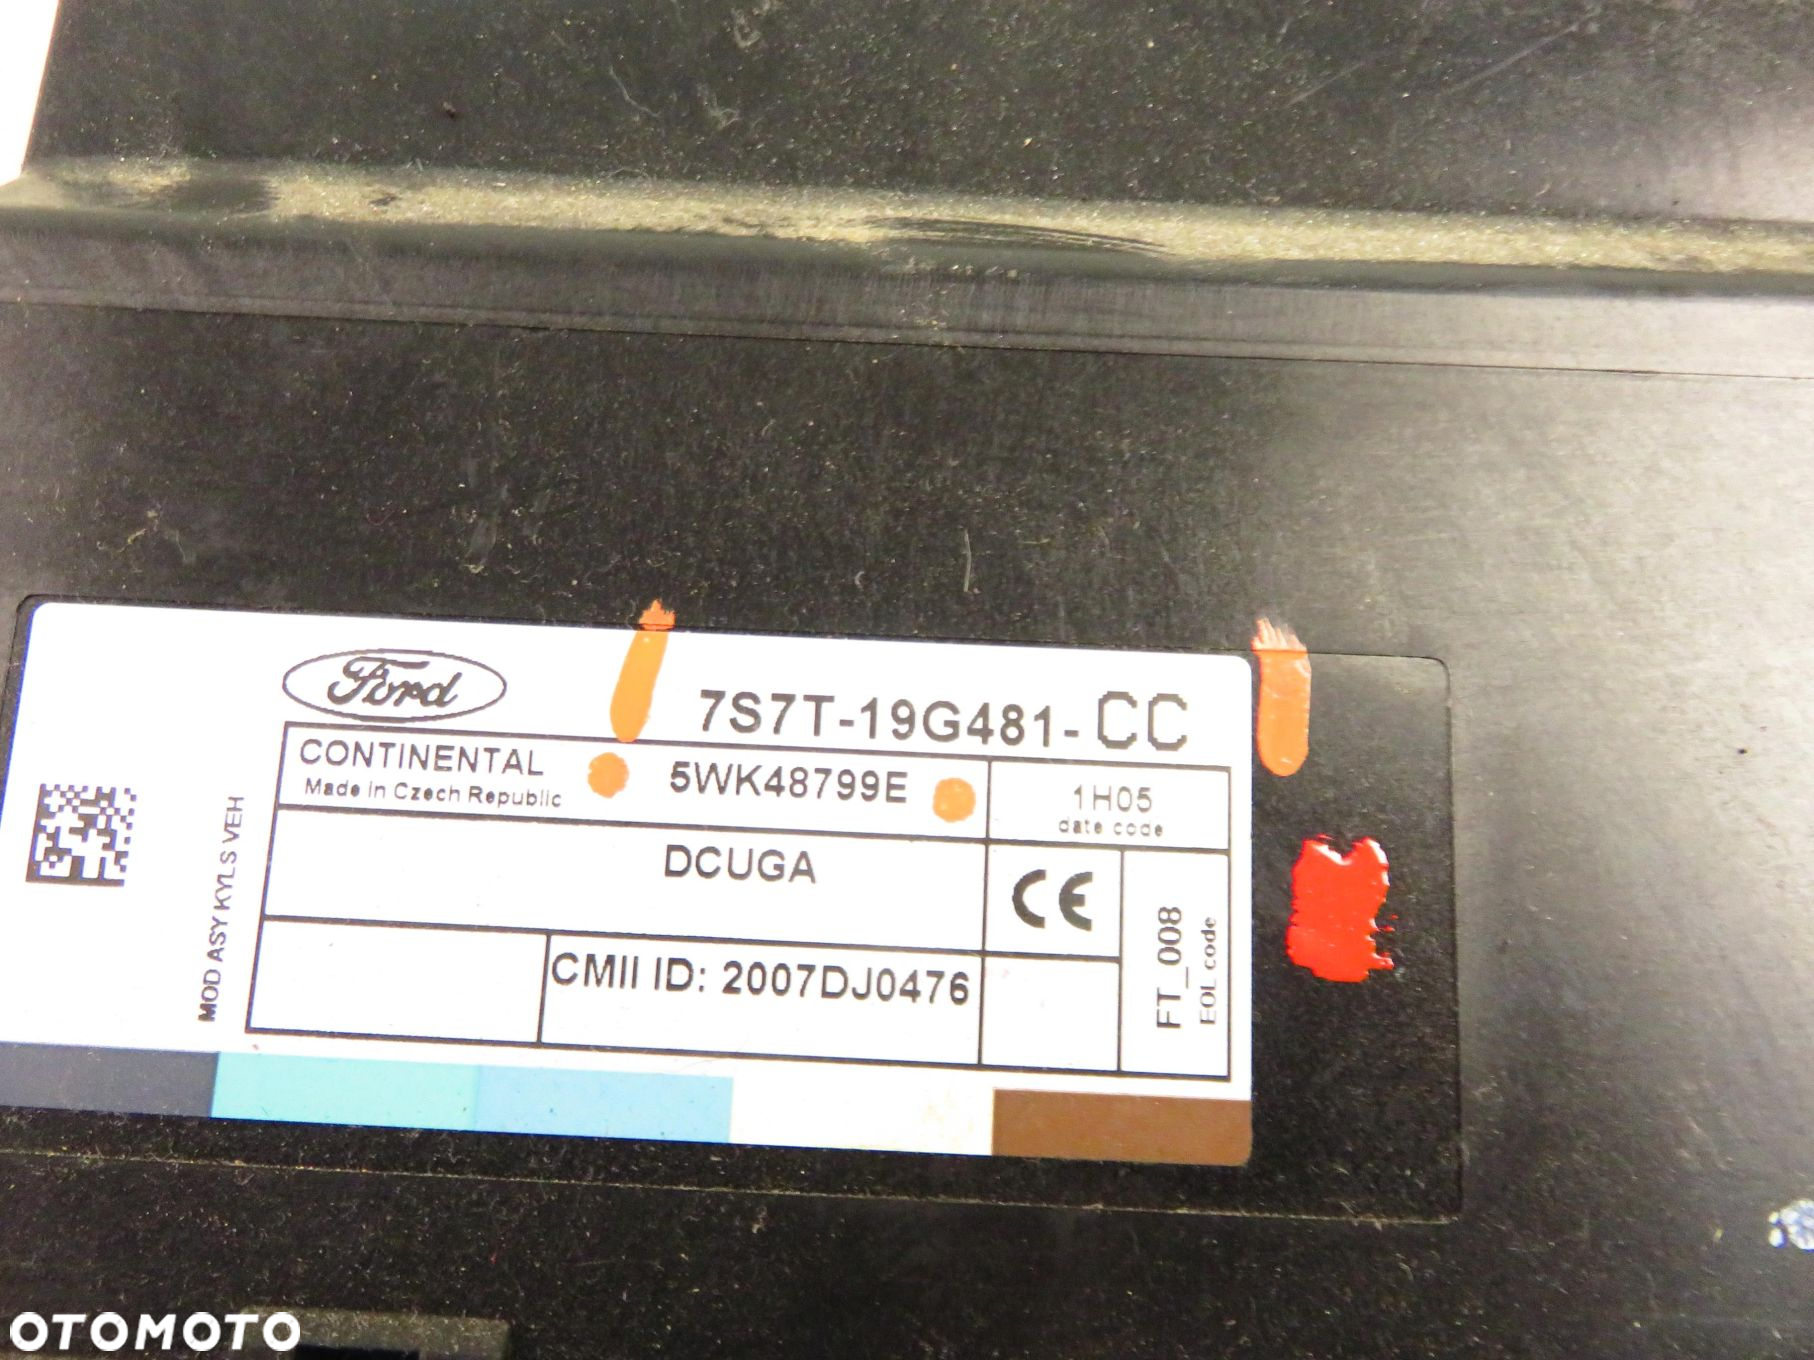 Ford
7S7T-19G481-CC
CONTINENTAL
Made in Czech Republic
5WK48799E
1H05
date code
DCUGA
CE
CMII ID: 2007DJ0476
FT_008
EOL code
MOD ASY KYLS VEH
OTOMOTO